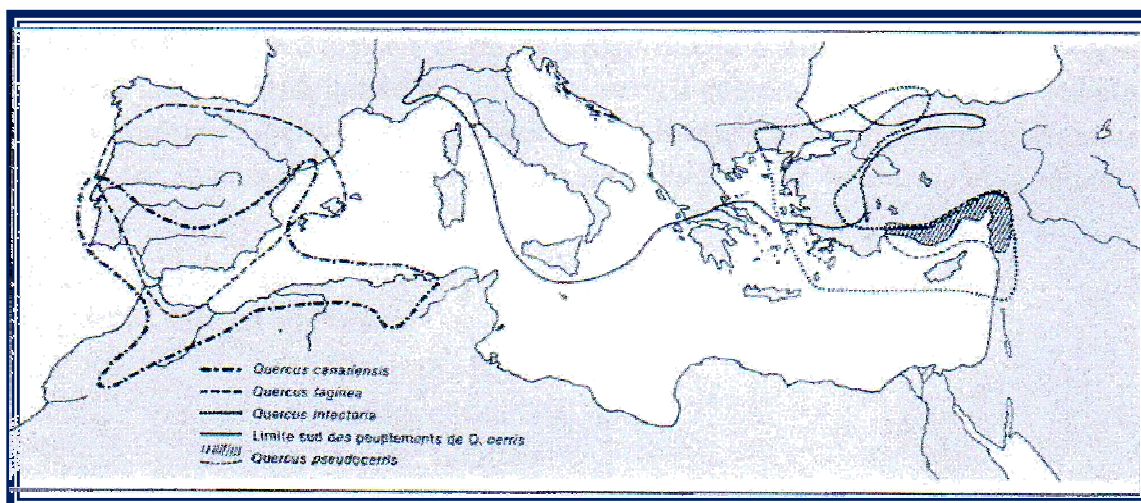 Quercus canariensis
Quercus faginea
Quercus infectoria
Limite sud des peuplements de Q. cerris
Quercus pseudocerris